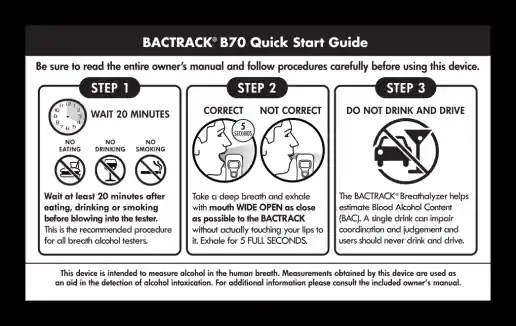 BACTRACK® B70 Quick Start Guide
Be sure to read the entire owner's manual and follow procedures carefully before using this device.
STEP 1
WAIT 20 MINUTES
NO EATING
NO DRINKING
NO SMOKING
Wait at least 20 minutes after
eating, drinking or smoking
before blowing into the tester.
This is the recommended procedure
for all breath alcohol testers.
STEP 2
CORRECT
NOT CORRECT
5
SECONDS
Take a deep breath and exhale
with mouth WIDE OPEN as close
as possible to the BACTRACK
without actually touching your lips to
it. Exhale for 5 FULL SECONDS.
STEP 3
DO NOT DRINK AND DRIVE
The BACTRACK® Breathalyzer helps
estimate Blood Alcohol Content
(BAC). A single drink can impair
coordination and judgement and
users should never drink and drive.
This device is intended to measure alcohol in the human breath. Measurements obtained by this device are used as
an aid in the detection of alcohol intoxication. For additional information please consult the included owner's manual.